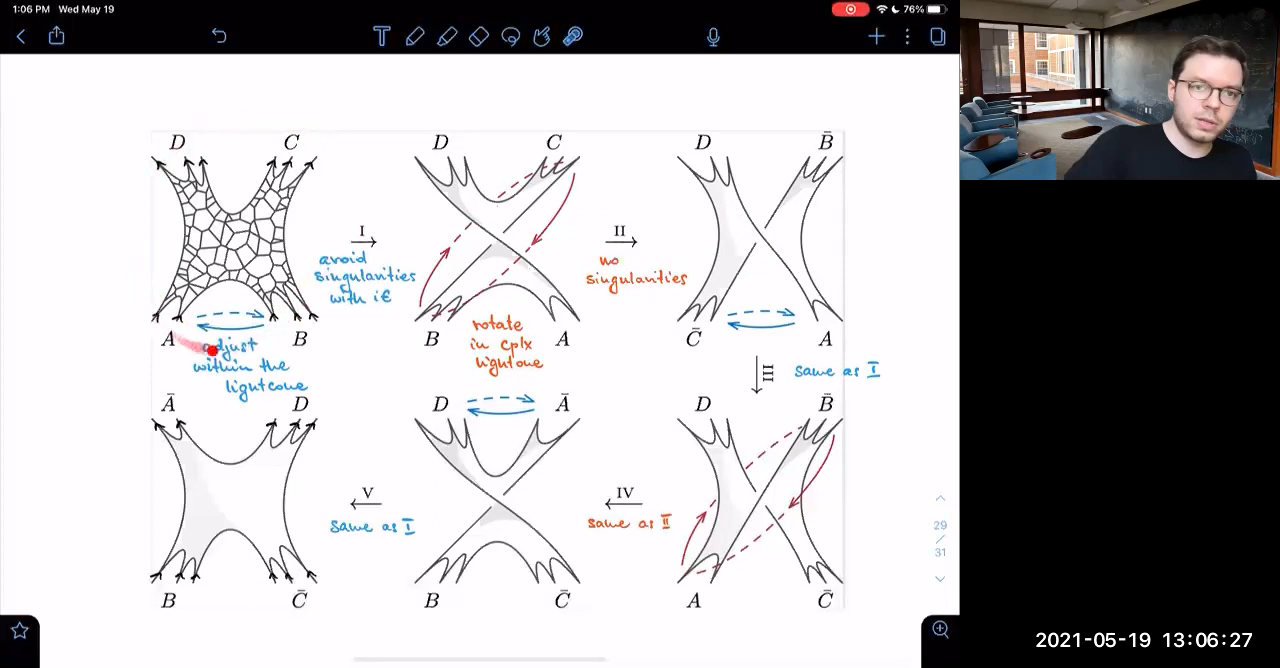 1:06 PM Wed May 19
76%
T
D C
D C
D B̄
I
avoid
singularities
with iϵ
II
no
singularities
A B
B A
C̄ A
adjust
within the
lightcone
rotate
in cplx
lightcone
III
same as I
Ā D
D Ā
D B̄
V
same as I
IV
same as II
29
/
31
B C̄
B C̄
A C̄
2021-05-19 13:06:27